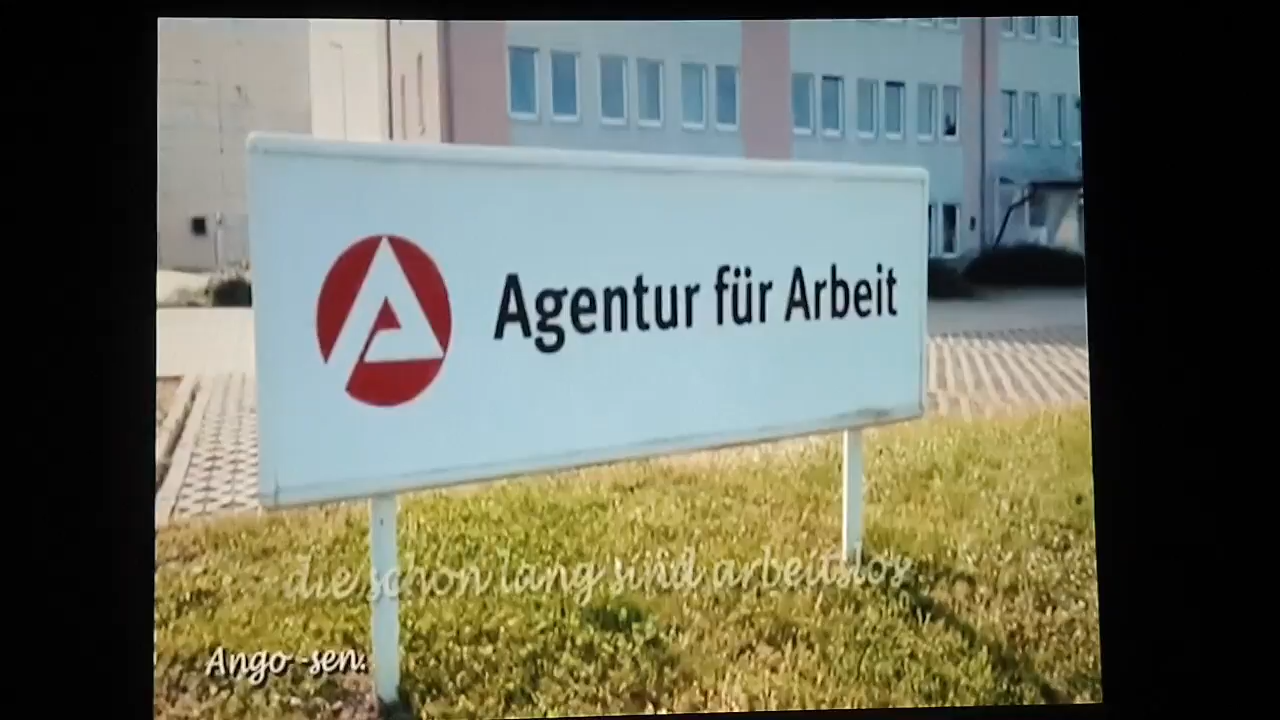 Agentur für Arbeit
die schon lang sind arbeitslos
Ango-sen.